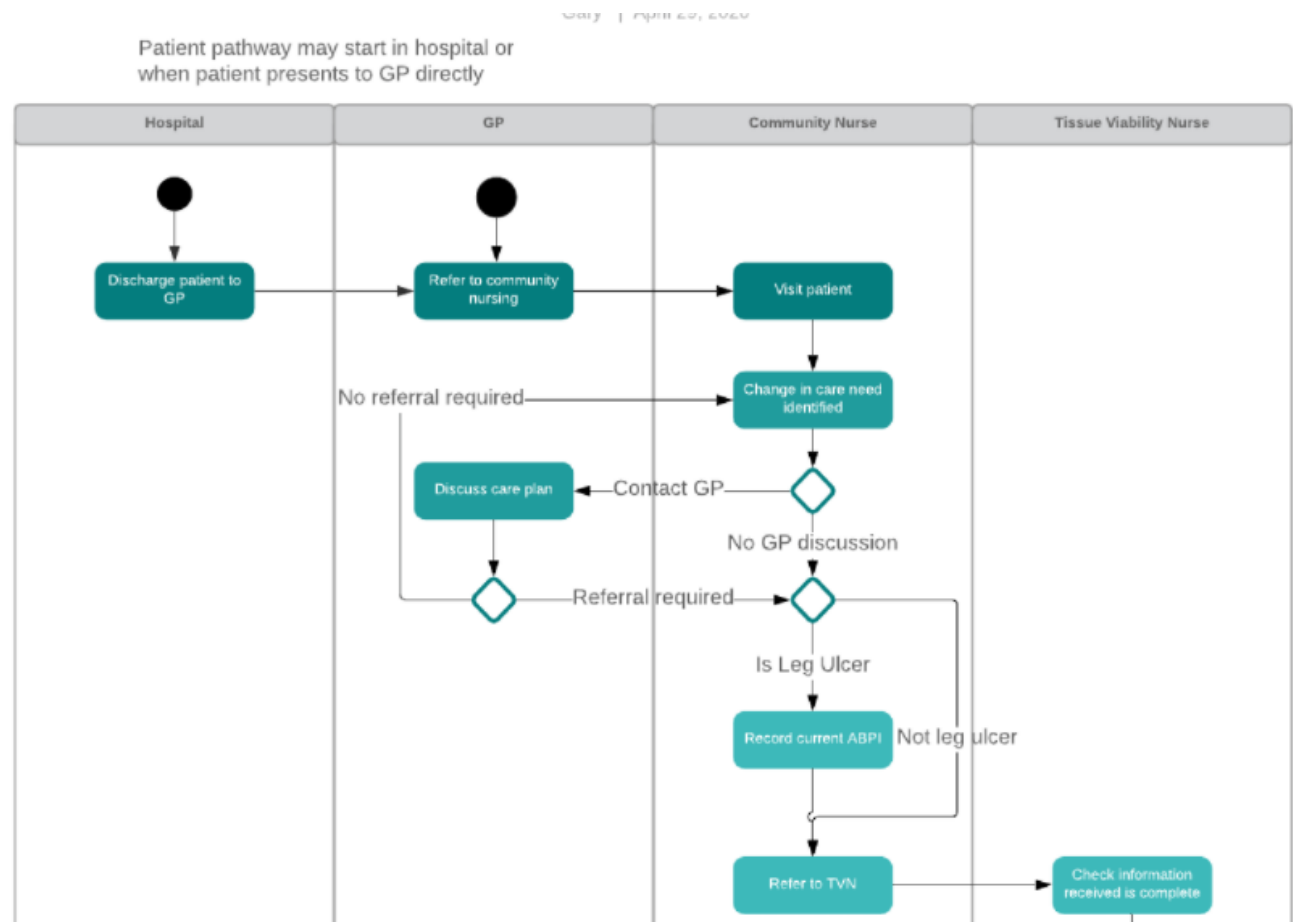 Patient pathway may start in hospital or
when patient presents to GP directly
Hospital
GP
Community Nurse
Tissue Viability Nurse
Discharge patient to
GP
Refer to community
nursing
Visit patient
No referral required
Change in care need
identified
Discuss care plan
Contact GP
No GP discussion
Referral required
Is Leg Ulcer
Record current ABPI
Not leg ulcer
Refer to TVN
Check information
received is complete